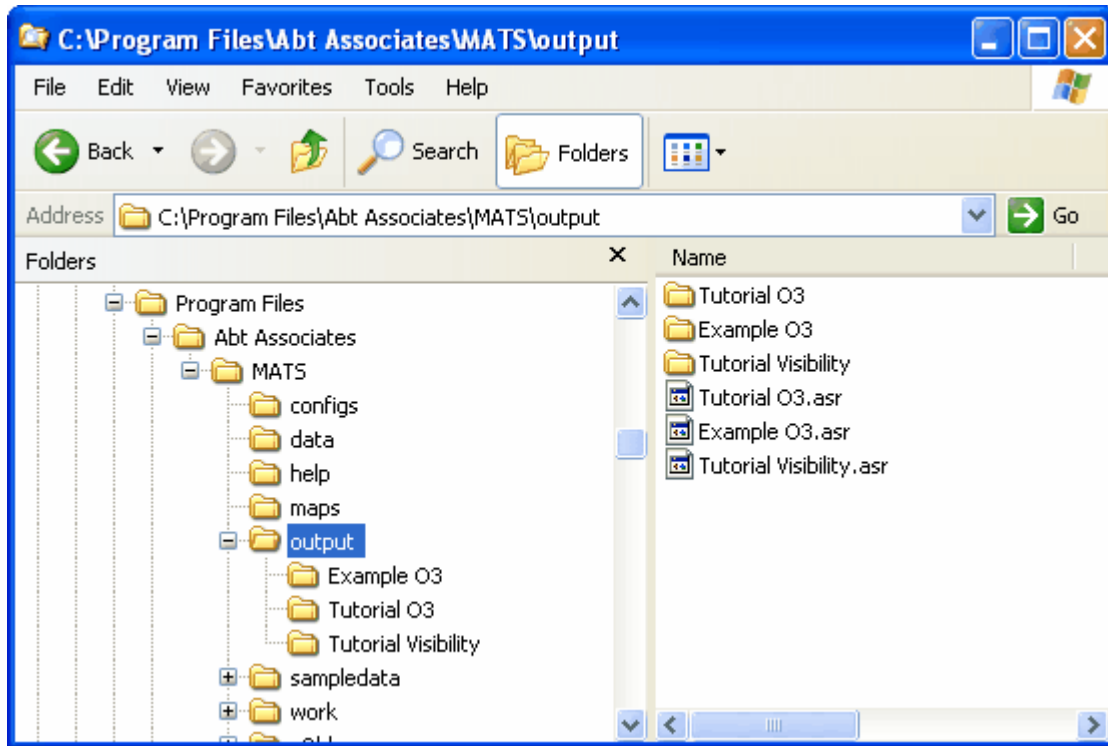 C:\Program Files\Abt Associates\MATS\output
File Edit View Favorites Tools Help
Back Search Folders
Address C:\Program Files\Abt Associates\MATS\output Go
Folders
Program Files
Abt Associates
MATS
configs
data
help
maps
output
Example O3
Tutorial O3
Tutorial Visibility
sampledata
work
Name
Tutorial O3
Example O3
Tutorial Visibility
Tutorial O3.asr
Example O3.asr
Tutorial Visibility.asr